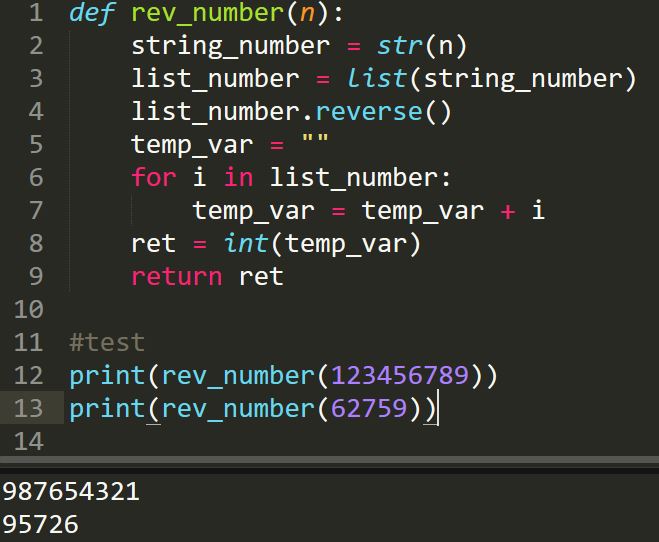 1 def rev_number(n):
2     string_number = str(n)
3     list_number = list(string_number)
4     list_number.reverse()
5     temp_var = ""
6     for i in list_number:
7         temp_var = temp_var + i
8     ret = int(temp_var)
9     return ret
10
11 #test
12 print(rev_number(123456789))
13 print(rev_number(62759))
14
987654321
95726